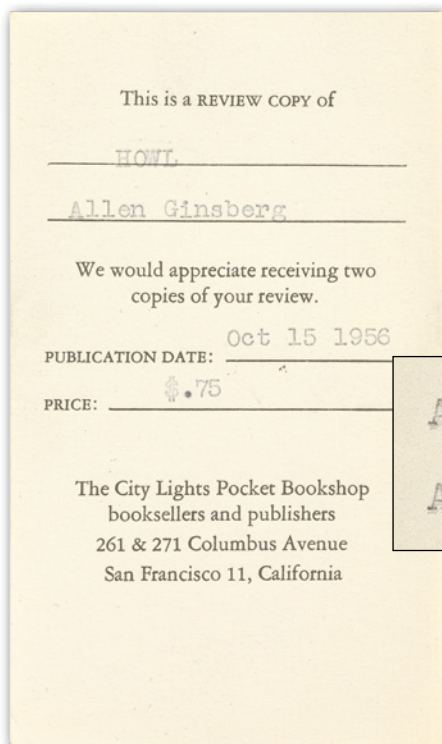 This is a REVIEW COPY of
HOWL
Allen Ginsberg
We would appreciate receiving two
copies of your review.
PUBLICATION DATE: Oct 15 1956
PRICE: $.75
The City Lights Pocket Bookshop
booksellers and publishers
261 & 271 Columbus Avenue
San Francisco 11, California
A
A